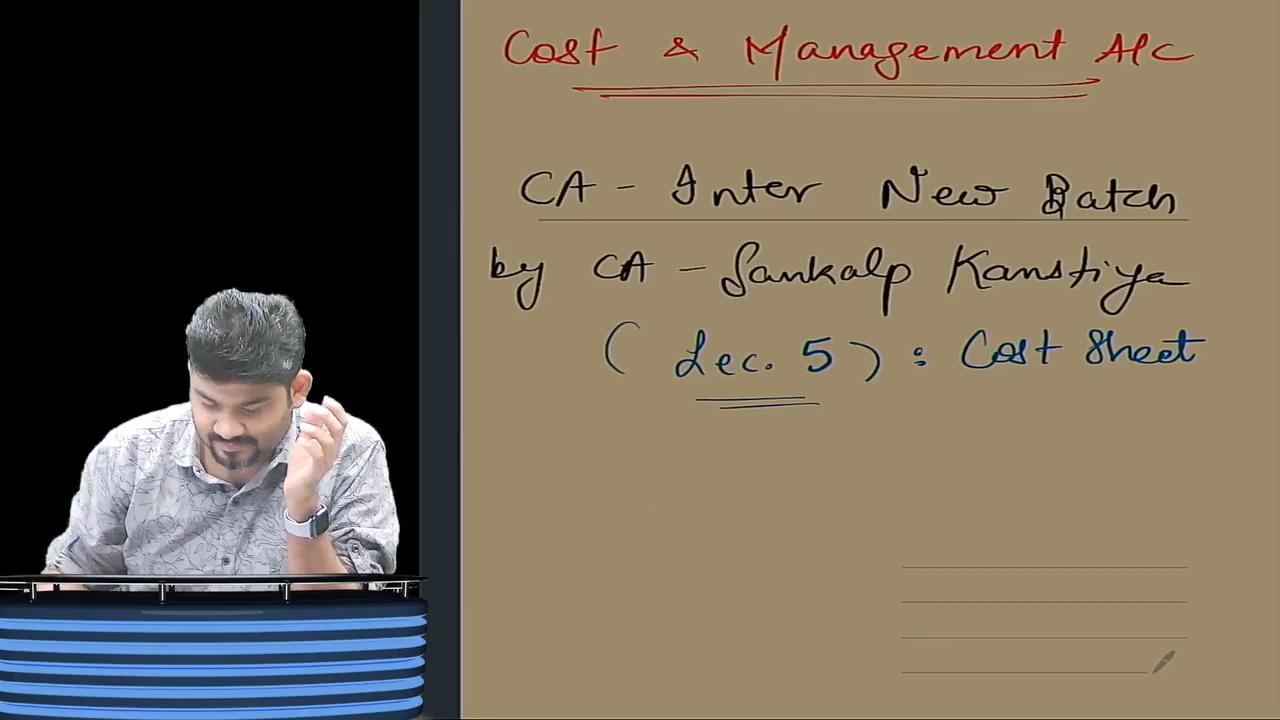 Cost & Management A/c
CA - Inter New Batch
by CA - Sankalp Kanstiya
( Lec. 5 ) : Cost Sheet